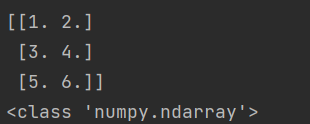 [[1. 2.]
 [3. 4.]
 [5. 6.]]
<class 'numpy.ndarray'>